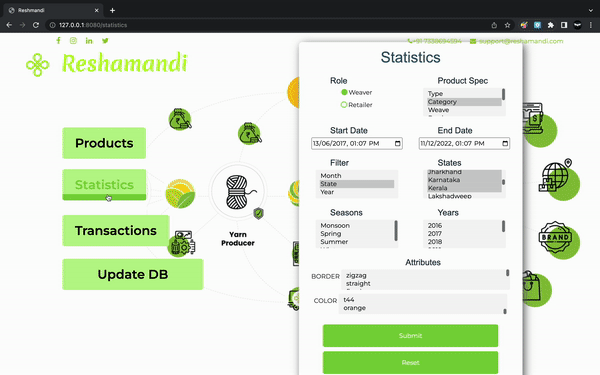 Reshmandi
127.0.0.1:8080/statistics
support@reshamandi.com
Reshamandi
Products
Statistics
Transactions
Update DB
Yarn
Producer
BRAND
Statistics
Role
Weaver
Retailer
Product Spec
Type
Category
Weave
Start Date
End Date
13/06/2017, 01:07 PM
11/12/2022, 01:07 PM
Filter
States
Month
State
Year
Jharkhand
Karnataka
Kerala
Lakshadweep
Seasons
Years
Monsoon
Spring
Summer
2016
2017
2018
Attributes
BORDER
zigzag
straight
COLOR
t44
orange
Submit
Reset